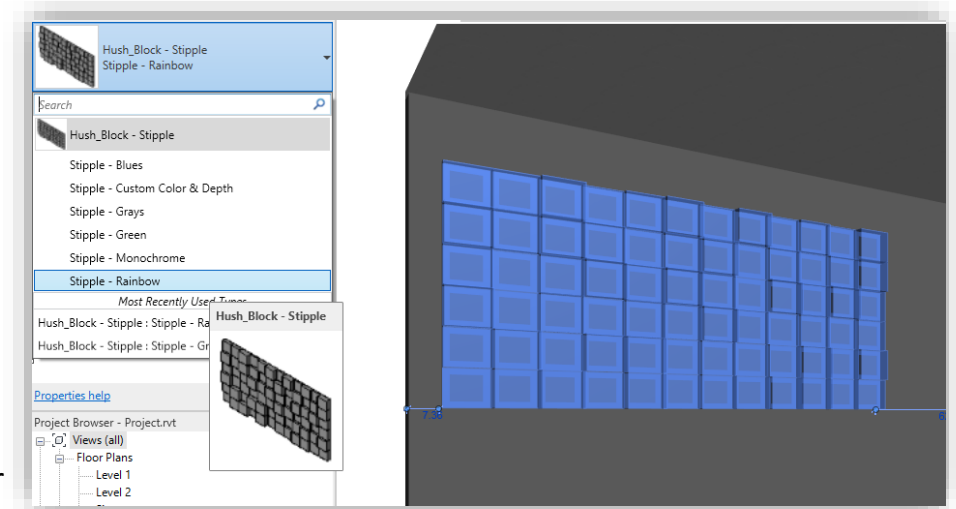 Hush_Block - Stipple
Stipple - Rainbow
Search
Hush_Block - Stipple
Stipple - Blues
Stipple - Custom Color & Depth
Stipple - Grays
Stipple - Green
Stipple - Monochrome
Stipple - Rainbow
Most Recently Used Types
Hush_Block - Stipple : Stipple - Ra
Hush_Block - Stipple : Stipple - Gr
Hush_Block - Stipple
Properties help
Project Browser - Project.rvt
Views (all)
Floor Plans
Level 1
Level 2
6